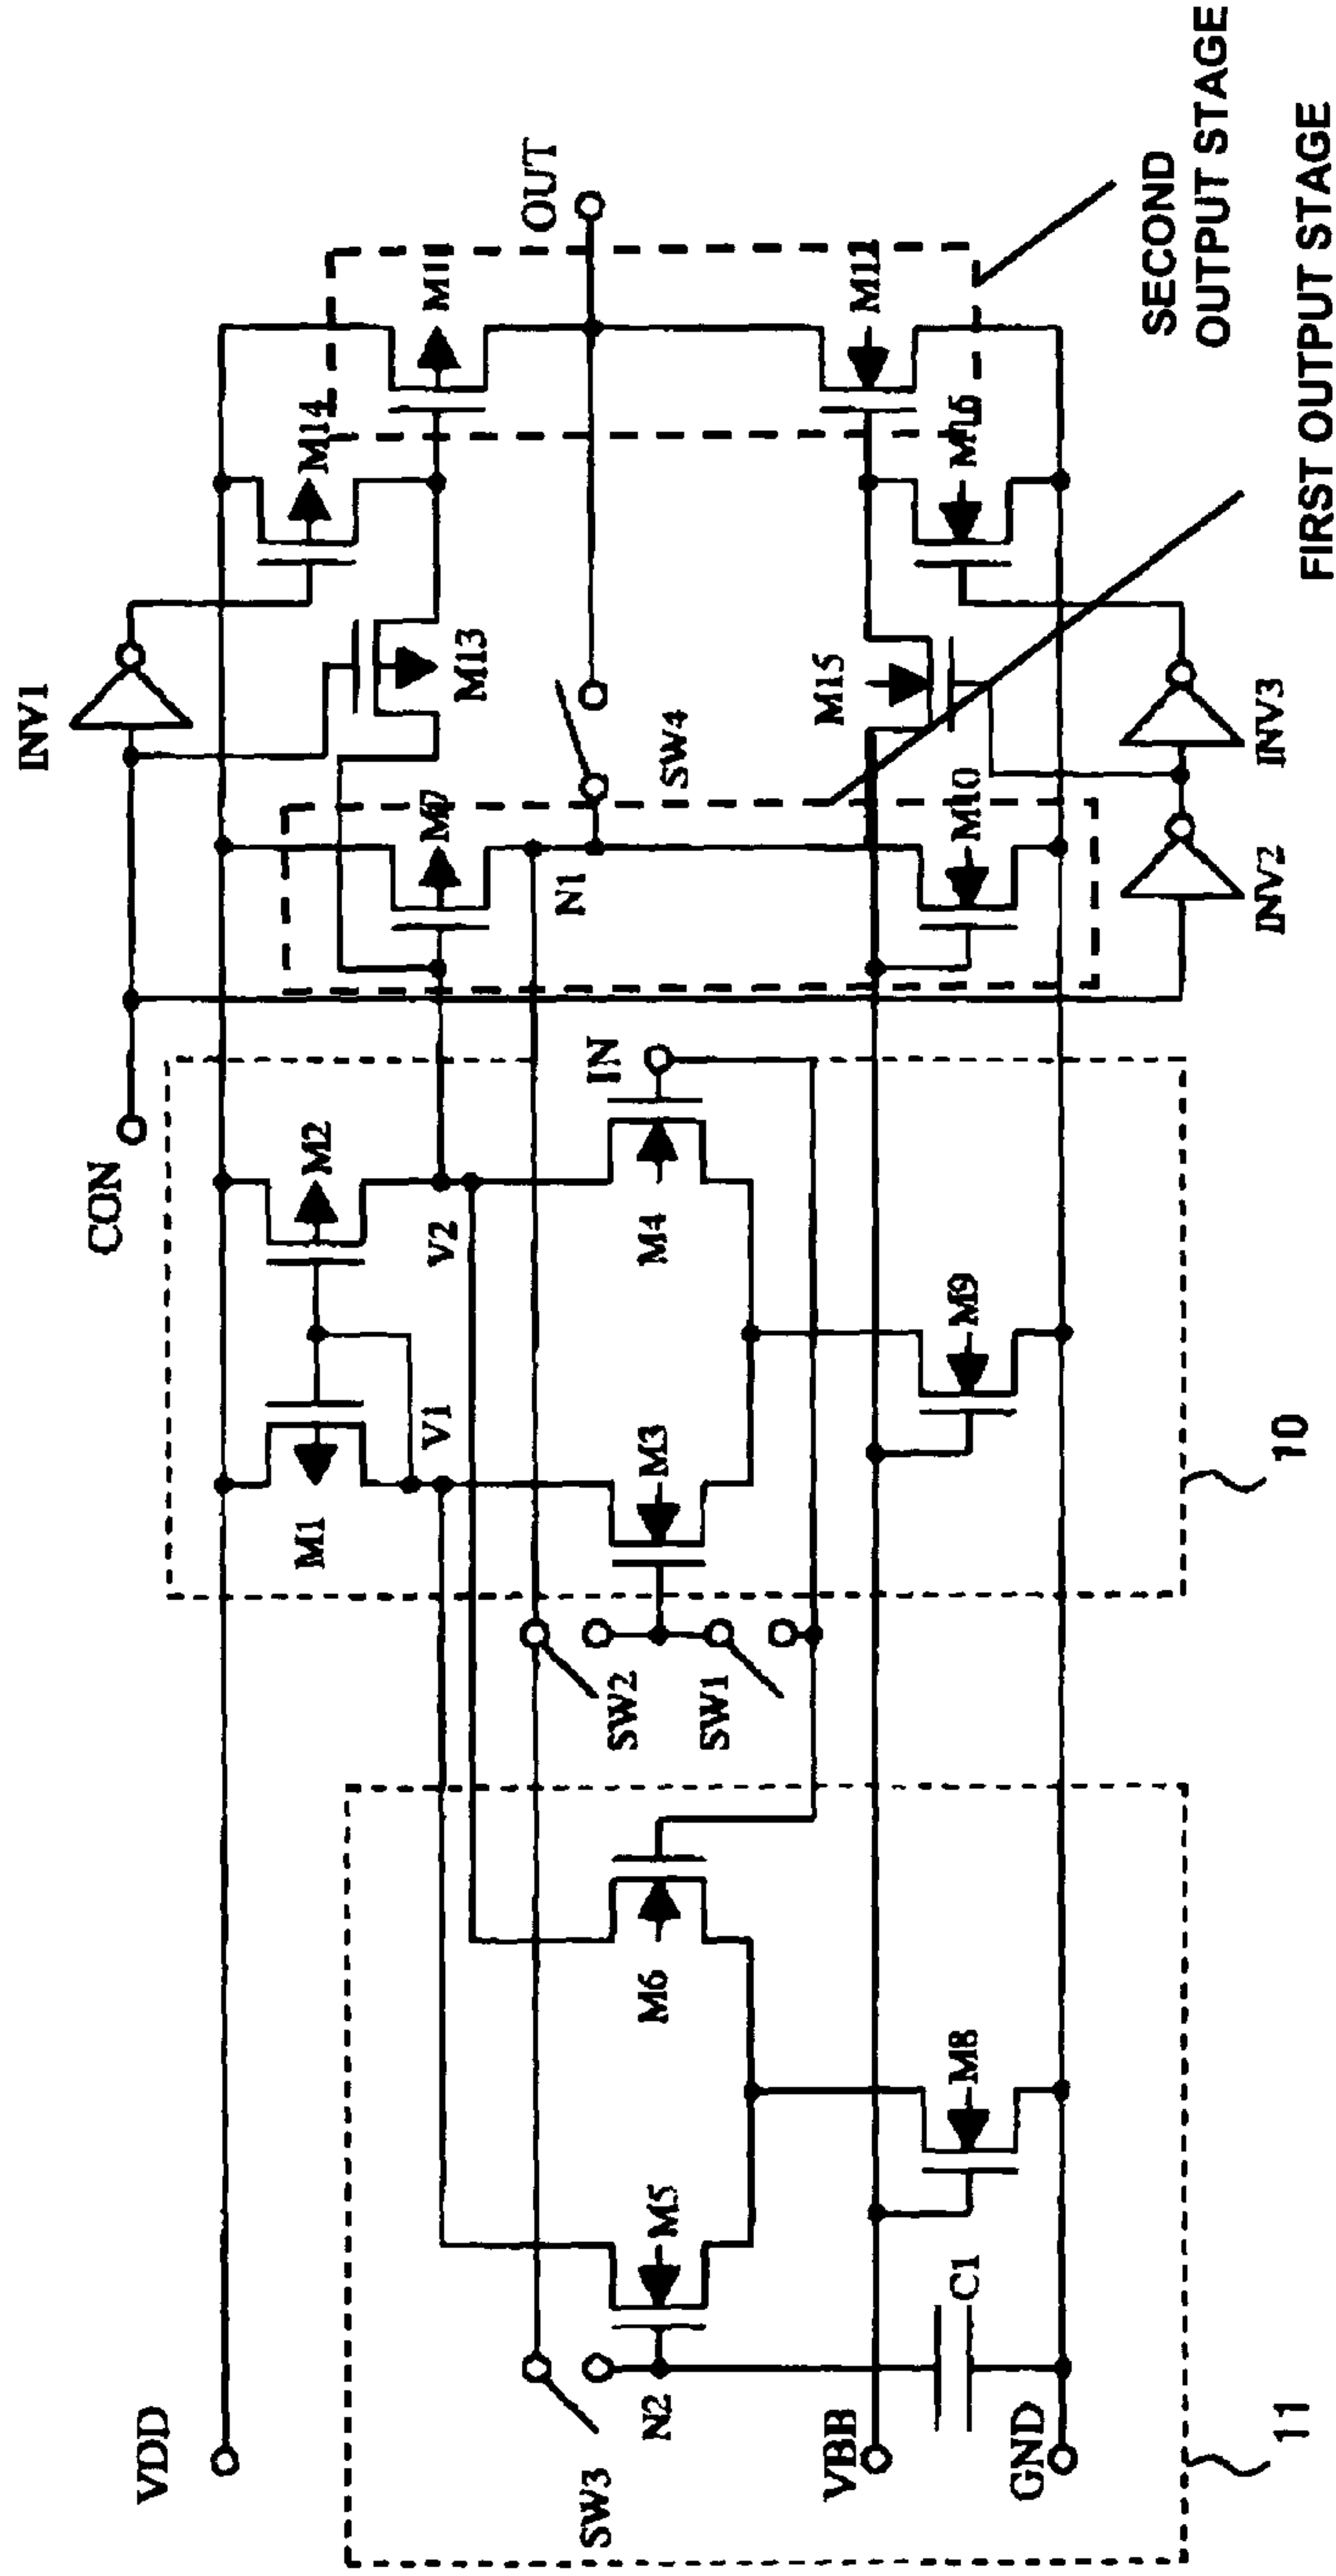 VDD
SW3
N2
M5
M6
VBB
C1
M8
GND
11
SW2
SW1
M1
V1
M2
V2
M3
M4
IN
M9
10
CON
INV1
M7
N1
M13
M14
M11
OUT
SW4
M15
M10
M16
M12
INV2
INV3
SECOND
OUTPUT STAGE
FIRST OUTPUT STAGE